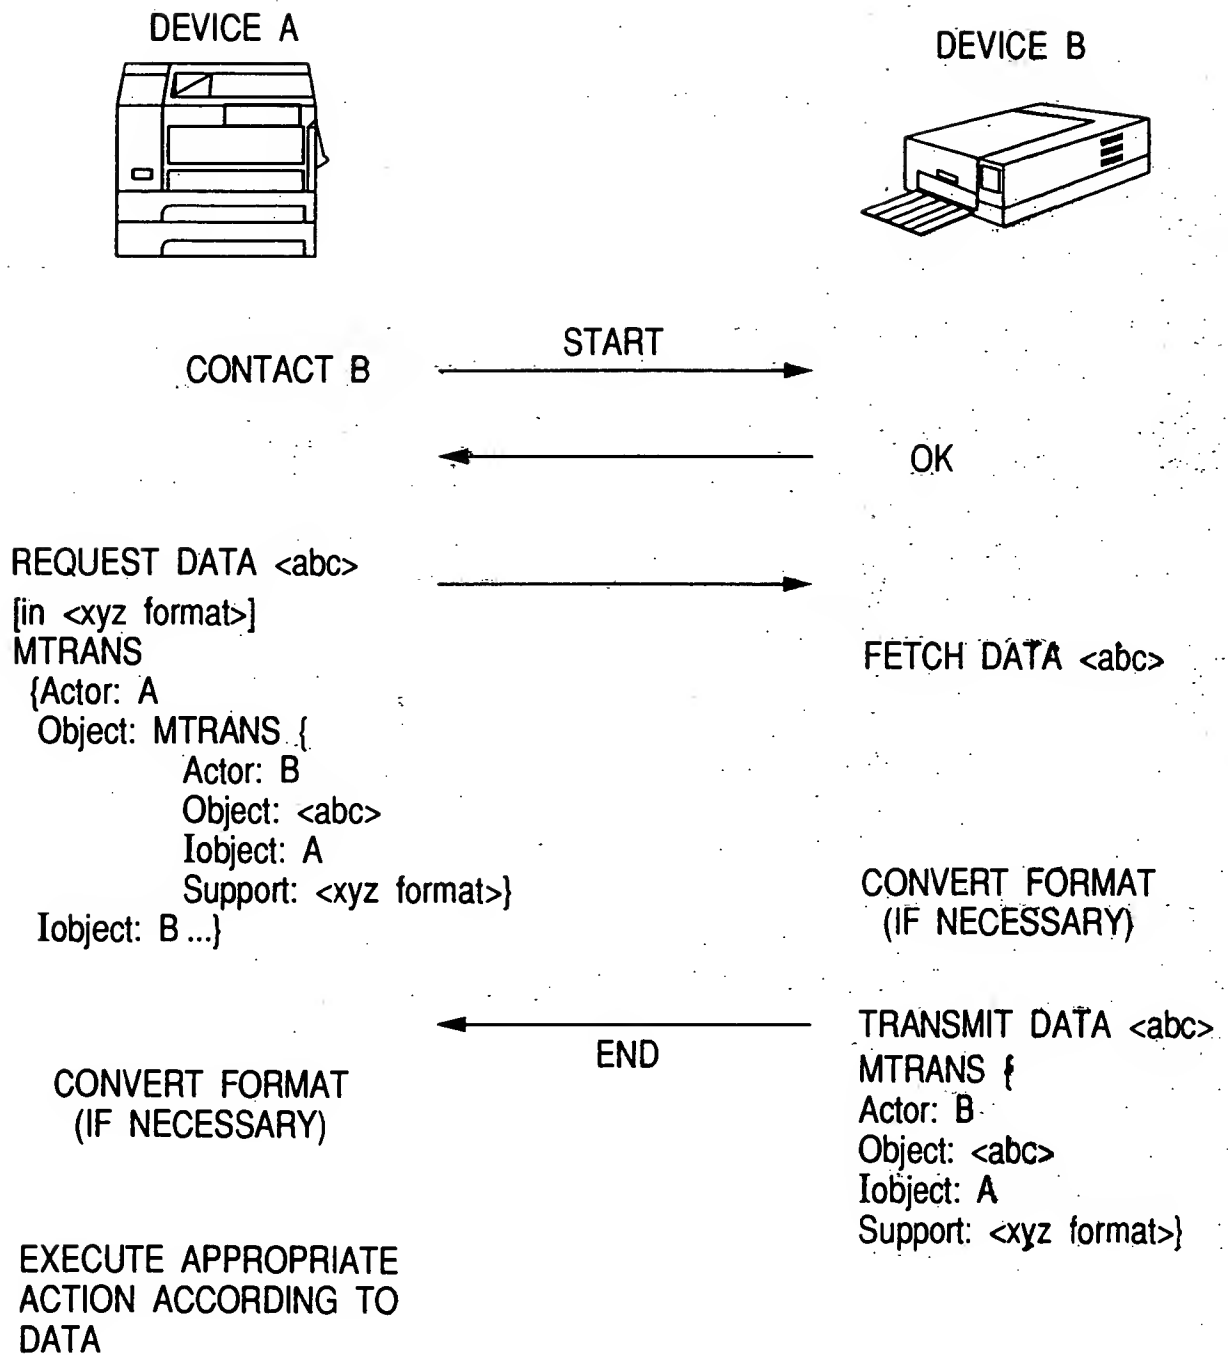 DEVICE A
DEVICE B
START
CONTACT B
OK
REQUEST DATA <abc>
[in <xyz format>]
MTRANS
{Actor: A
Object: MTRANS {
Actor: B
Object: <abc>
Iobject: A
Support: <xyz format>}
Iobject: B ...}
FETCH DATA <abc>
CONVERT FORMAT
(IF NECESSARY)
END
TRANSMIT DATA <abc>
MTRANS {
Actor: B
Object: <abc>
Iobject: A
Support: <xyz format>}
CONVERT FORMAT
(IF NECESSARY)
EXECUTE APPROPRIATE
ACTION ACCORDING TO
DATA